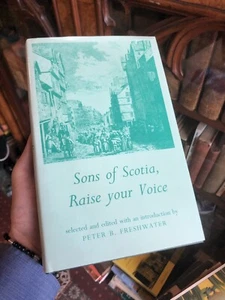 Sons of Scotia,
Raise your Voice
selected and edited with an introduction by
PETER B. FRESHWATER